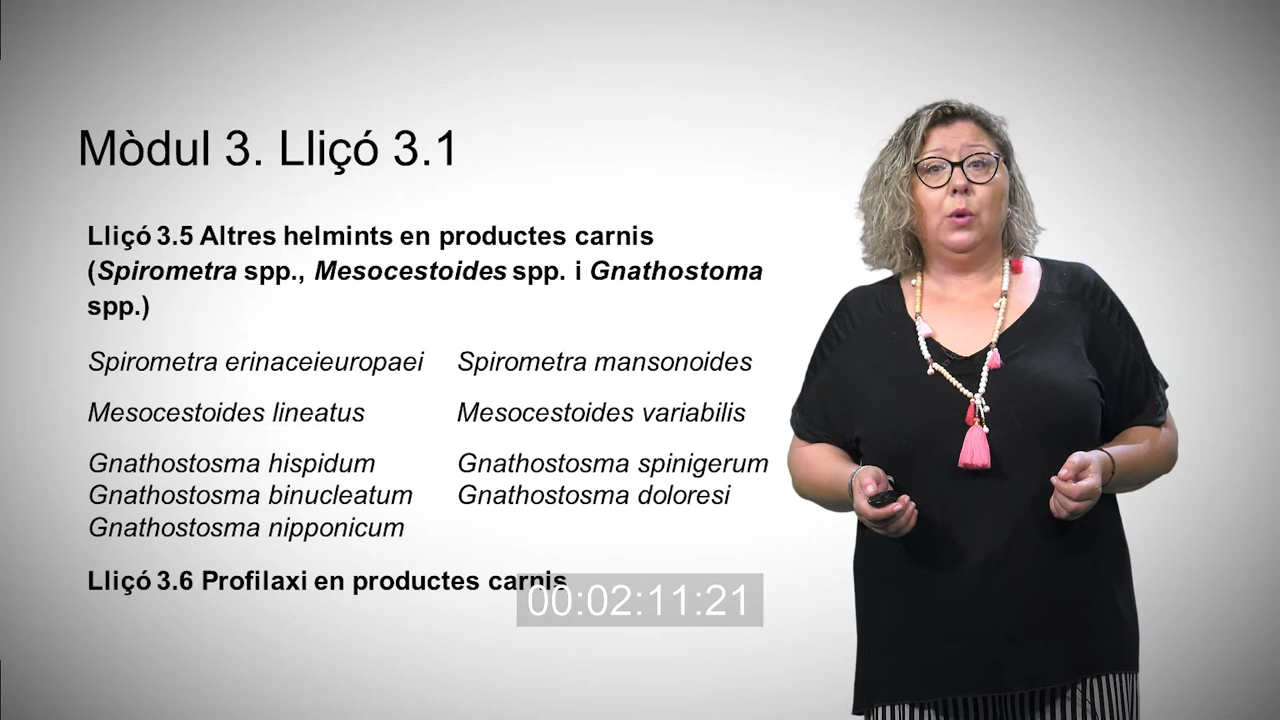 Mòdul 3. Lliçó 3.1
Lliçó 3.5 Altres helmints en productes carnis
(Spirometra spp., Mesocestoides spp. i Gnathostoma
spp.)
Spirometra erinaceieuropaei Spirometra mansonoides
Mesocestoides lineatus Mesocestoides variabilis
Gnathostosma hispidum Gnathostosma spinigerum
Gnathostosma binucleatum Gnathostosma doloresi
Gnathostosma nipponicum
Lliçó 3.6 Profilaxi en productes carnis
00:02:11:21